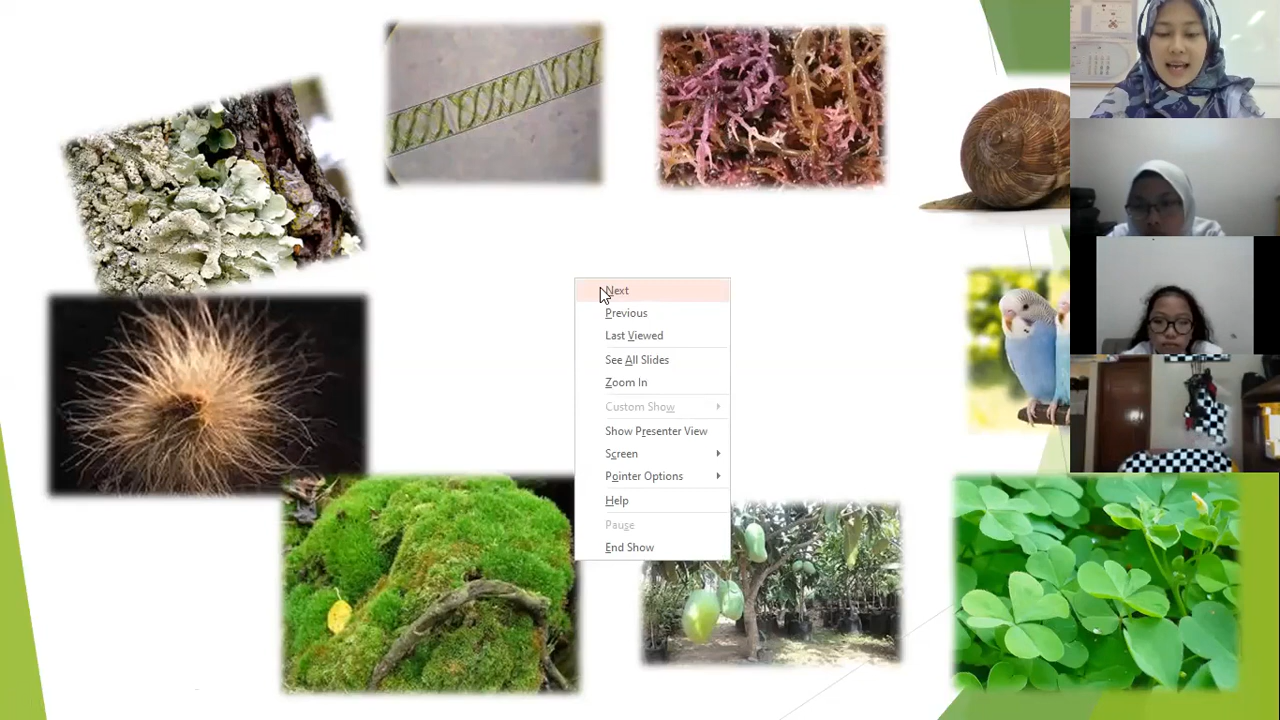 Next
Previous
Last Viewed
See All Slides
Zoom In
Custom Show
Show Presenter View
Screen
Pointer Options
Help
Pause
End Show